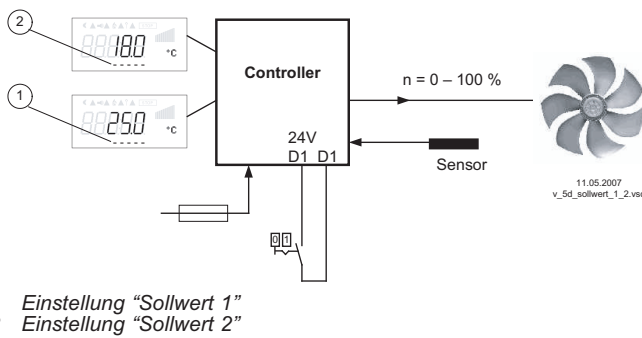 2
18.0
°C
1
25.0
°C
Controller
24V
D1 D1
n = 0 – 100 %
Sensor
11.05.2007
v_5d_sollwert_1_2.vsd
0 1
Einstellung “Sollwert 1”
Einstellung “Sollwert 2”